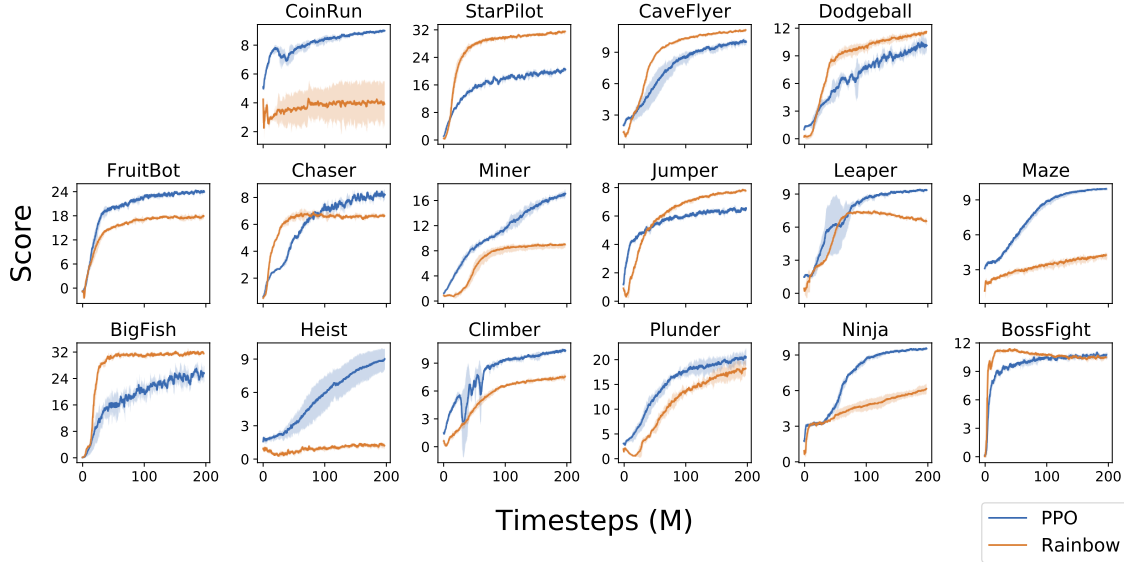 CoinRun StarPilot CaveFlyer Dodgeball
8 6 4 2
32 24 16 8 0
9 6 3
12 9 6 3 0
FruitBot Chaser Miner Jumper Leaper Maze
24 18 12 6 0
8 6 4 2
16 12 8 4 0
8 6 4 2 0
9 6 3 0
9 6 3
Score
BigFish Heist Climber Plunder Ninja BossFight
32 24 16 8 0
9 6 3 0
9 6 3 0
20 15 10 5 0
9 6 3 0
12 9 6 3 0
0 100 200 0 100 200 0 100 200 0 100 200 0 100 200 0 100 200
Timesteps (M)
PPO
Rainbow